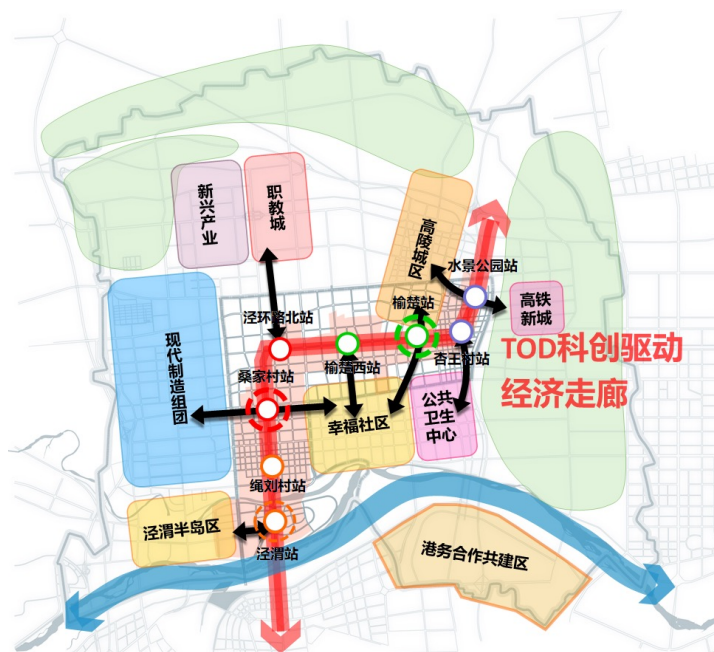 新兴产业
职教城
高陵城区
水景公园站
高铁
新城
泾环路北站
榆楚站
杏王村站
TOD科创驱动
经济走廊
现代制造组团
桑家村站
榆楚西站
公共
卫生
中心
幸福社区
绳刘村站
泾渭半岛区
泾渭站
港务合作共建区